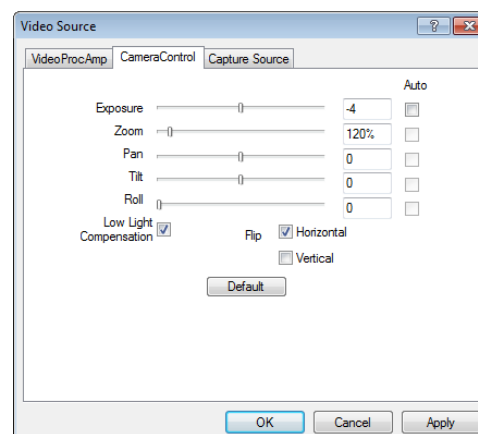 Video Source
VideoProcAmp CameraControl Capture Source
Auto
Exposure -4
Zoom 120%
Pan 0
Tilt 0
Roll 0
Low Light
Compensation
Flip Horizontal
Vertical
Default
OK Cancel Apply